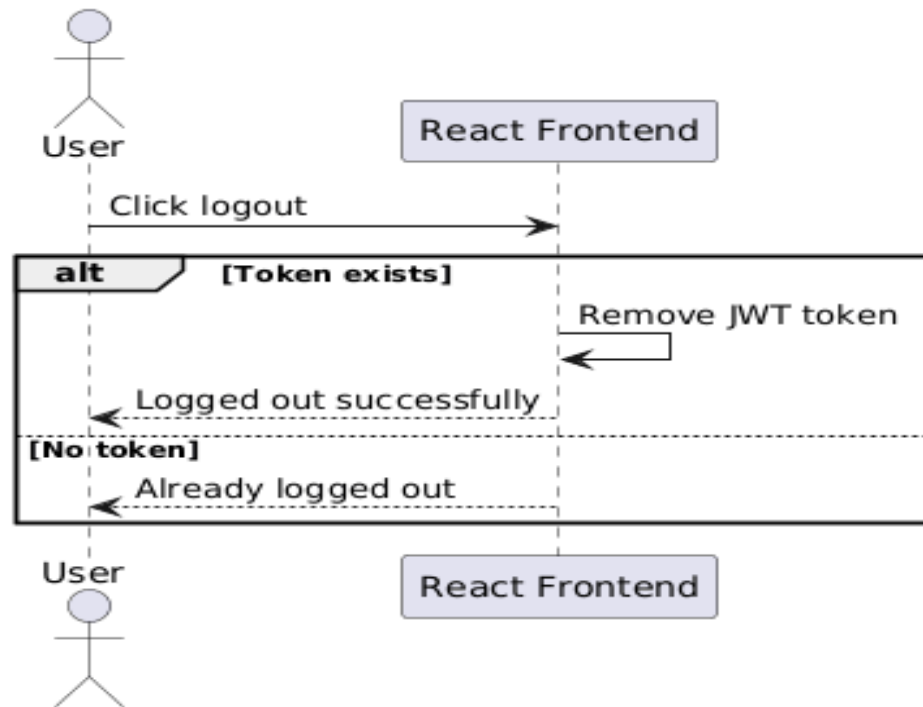 User
React Frontend
Click logout
alt [Token exists]
Remove JWT token
Logged out successfully
[No token]
Already logged out
User
React Frontend